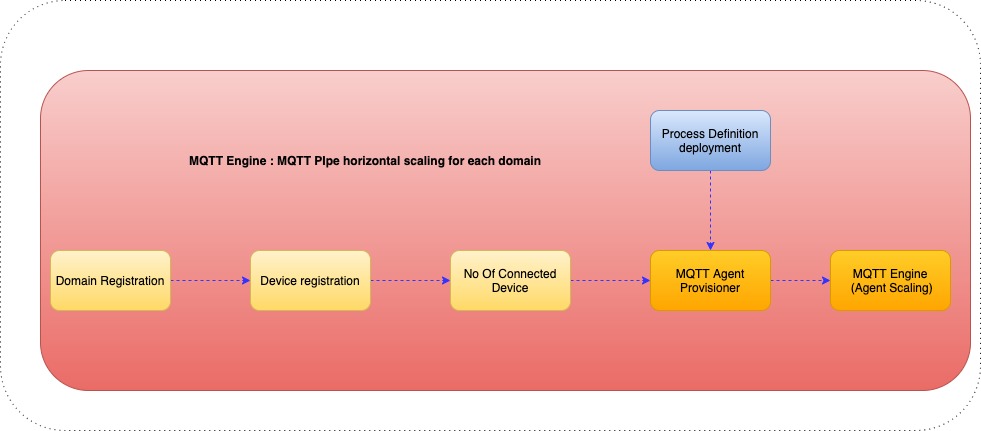 Process Definition
deployment
MQTT Engine : MQTT PIpe horizontal scaling for each domain
Domain Registration
Device registration
No Of Connected
Device
MQTT Agent
Provisioner
MQTT Engine
(Agent Scaling)